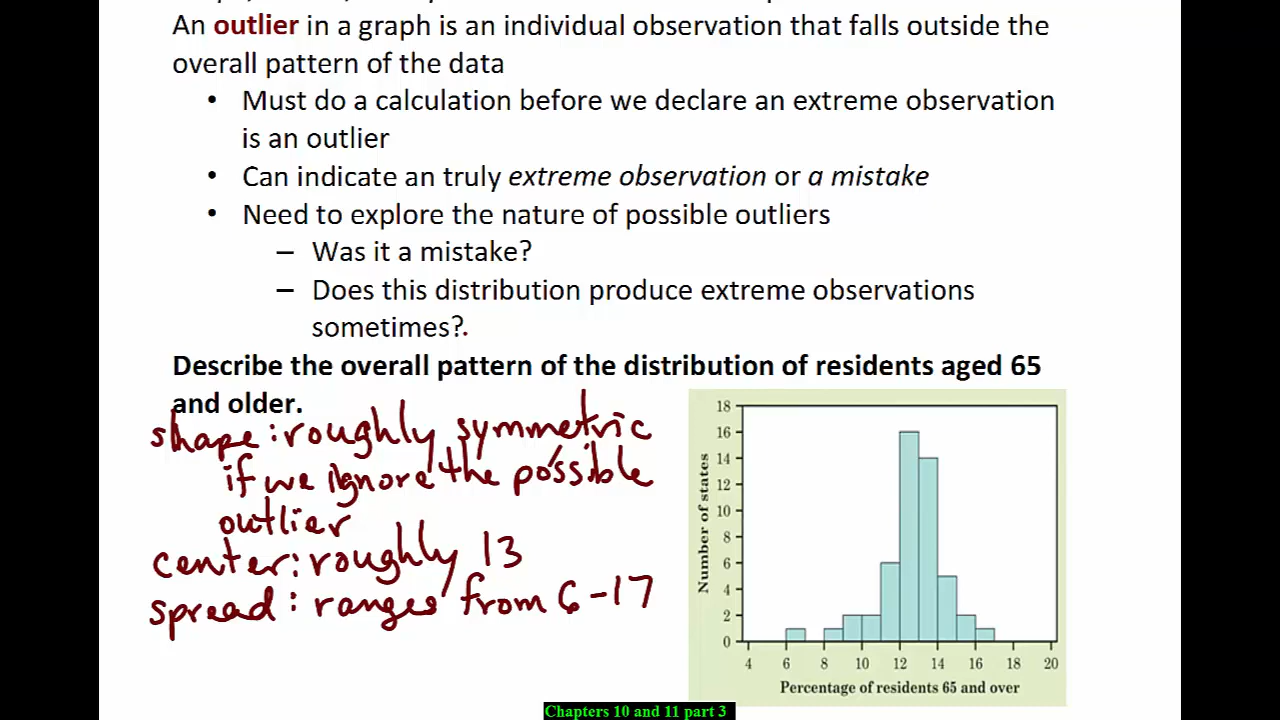 An outlier in a graph is an individual observation that falls outside the
overall pattern of the data
• Must do a calculation before we declare an extreme observation
is an outlier
• Can indicate an truly extreme observation or a mistake
• Need to explore the nature of possible outliers
– Was it a mistake?
– Does this distribution produce extreme observations
sometimes?.
Describe the overall pattern of the distribution of residents aged 65
and older.
shape: roughly symmetric
if we ignore the possible
outlier
center: roughly 13
spread: ranges from 6-17
Number of states
18
16
14
12
10
8
6
4
2
0
4 6 8 10 12 14 16 18 20
Percentage of residents 65 and over
Chapters 10 and 11 part 3